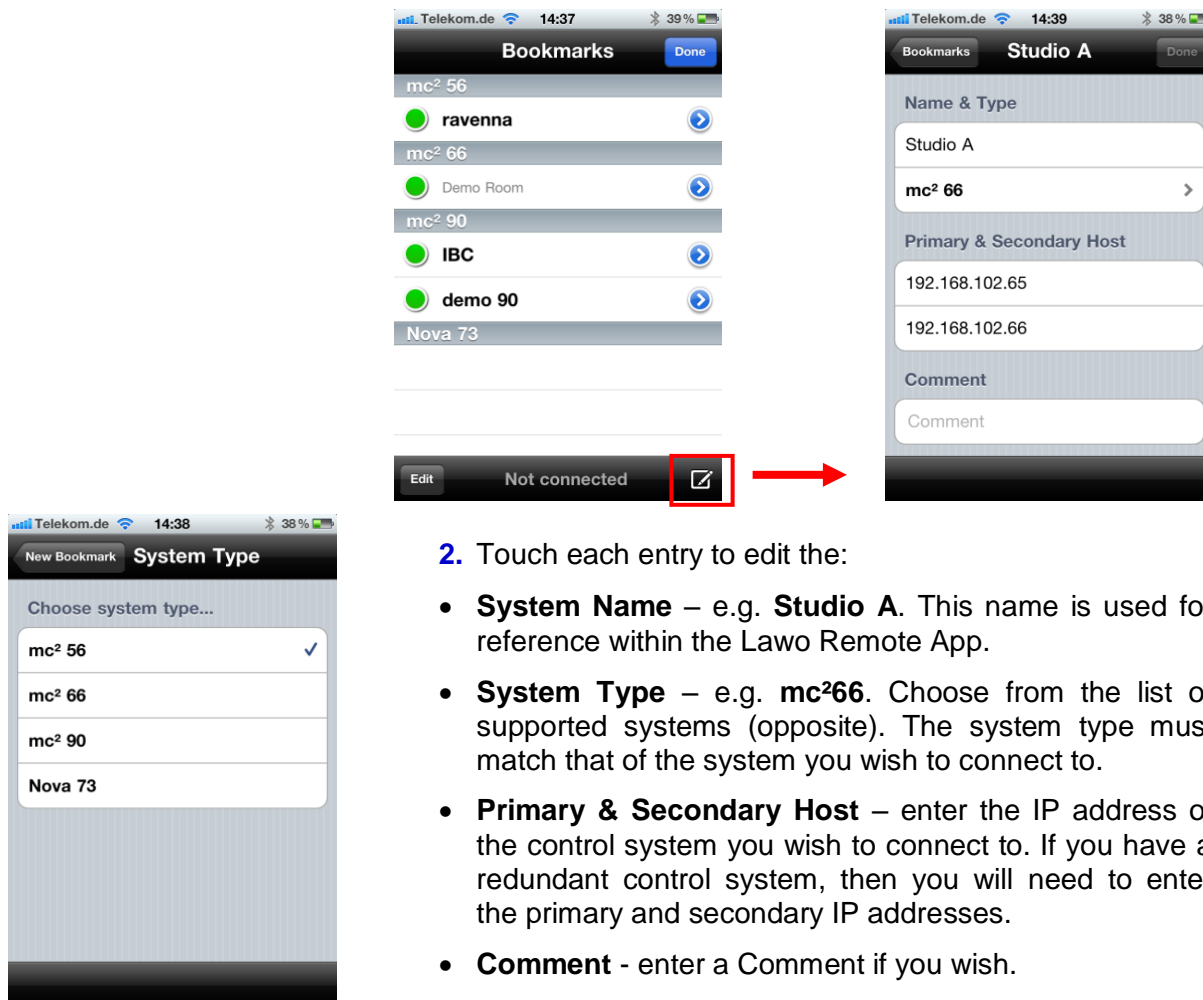 Telekom.de 14:37 39%
Bookmarks Done
mc² 56
ravenna
mc² 66
Demo Room
mc² 90
IBC
demo 90
Nova 73
Edit Not connected
Telekom.de 14:39 38%
Bookmarks Studio A Done
Name & Type
Studio A
mc² 66
Primary & Secondary Host
192.168.102.65
192.168.102.66
Comment
Comment
Telekom.de 14:38 38%
New Bookmark System Type
Choose system type...
mc² 56
mc² 66
mc² 90
Nova 73
2. Touch each entry to edit the:
• System Name – e.g. Studio A. This name is used fo
reference within the Lawo Remote App.
• System Type – e.g. mc²66. Choose from the list o
supported systems (opposite). The system type mus
match that of the system you wish to connect to.
• Primary & Secondary Host – enter the IP address o
the control system you wish to connect to. If you have a
redundant control system, then you will need to ente
the primary and secondary IP addresses.
• Comment - enter a Comment if you wish.